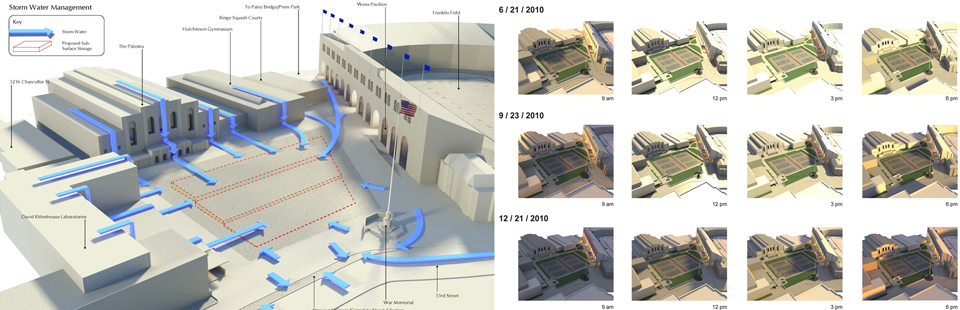 Storm Water Management
Key
Storm Water
Proposed Sub-
Surface Storage
To Paley Bridge/Penn Park
Ringe Squash Courts
Hutchinson Gymnasium
The Palestra
3216 Chancellor St
Weiss Pavilion
Franklin Field
David Rittenhouse Laboratories
33rd Street
War Memorial
6 / 21 / 2010
9 am
12 pm
3 pm
6 pm
9 / 23 / 2010
9 am
12 pm
3 pm
6 pm
12 / 21 / 2010
9 am
12 pm
3 pm
6 pm